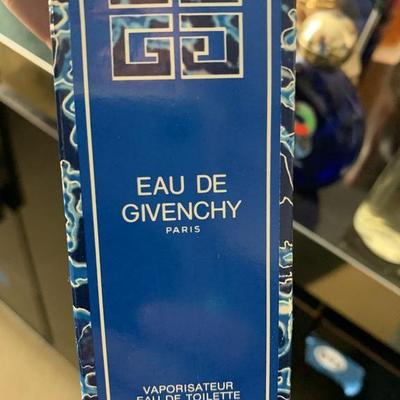 EAU DE
GIVENCHY
PARIS
VAPORISATEUR
EAU DE TOILETTE